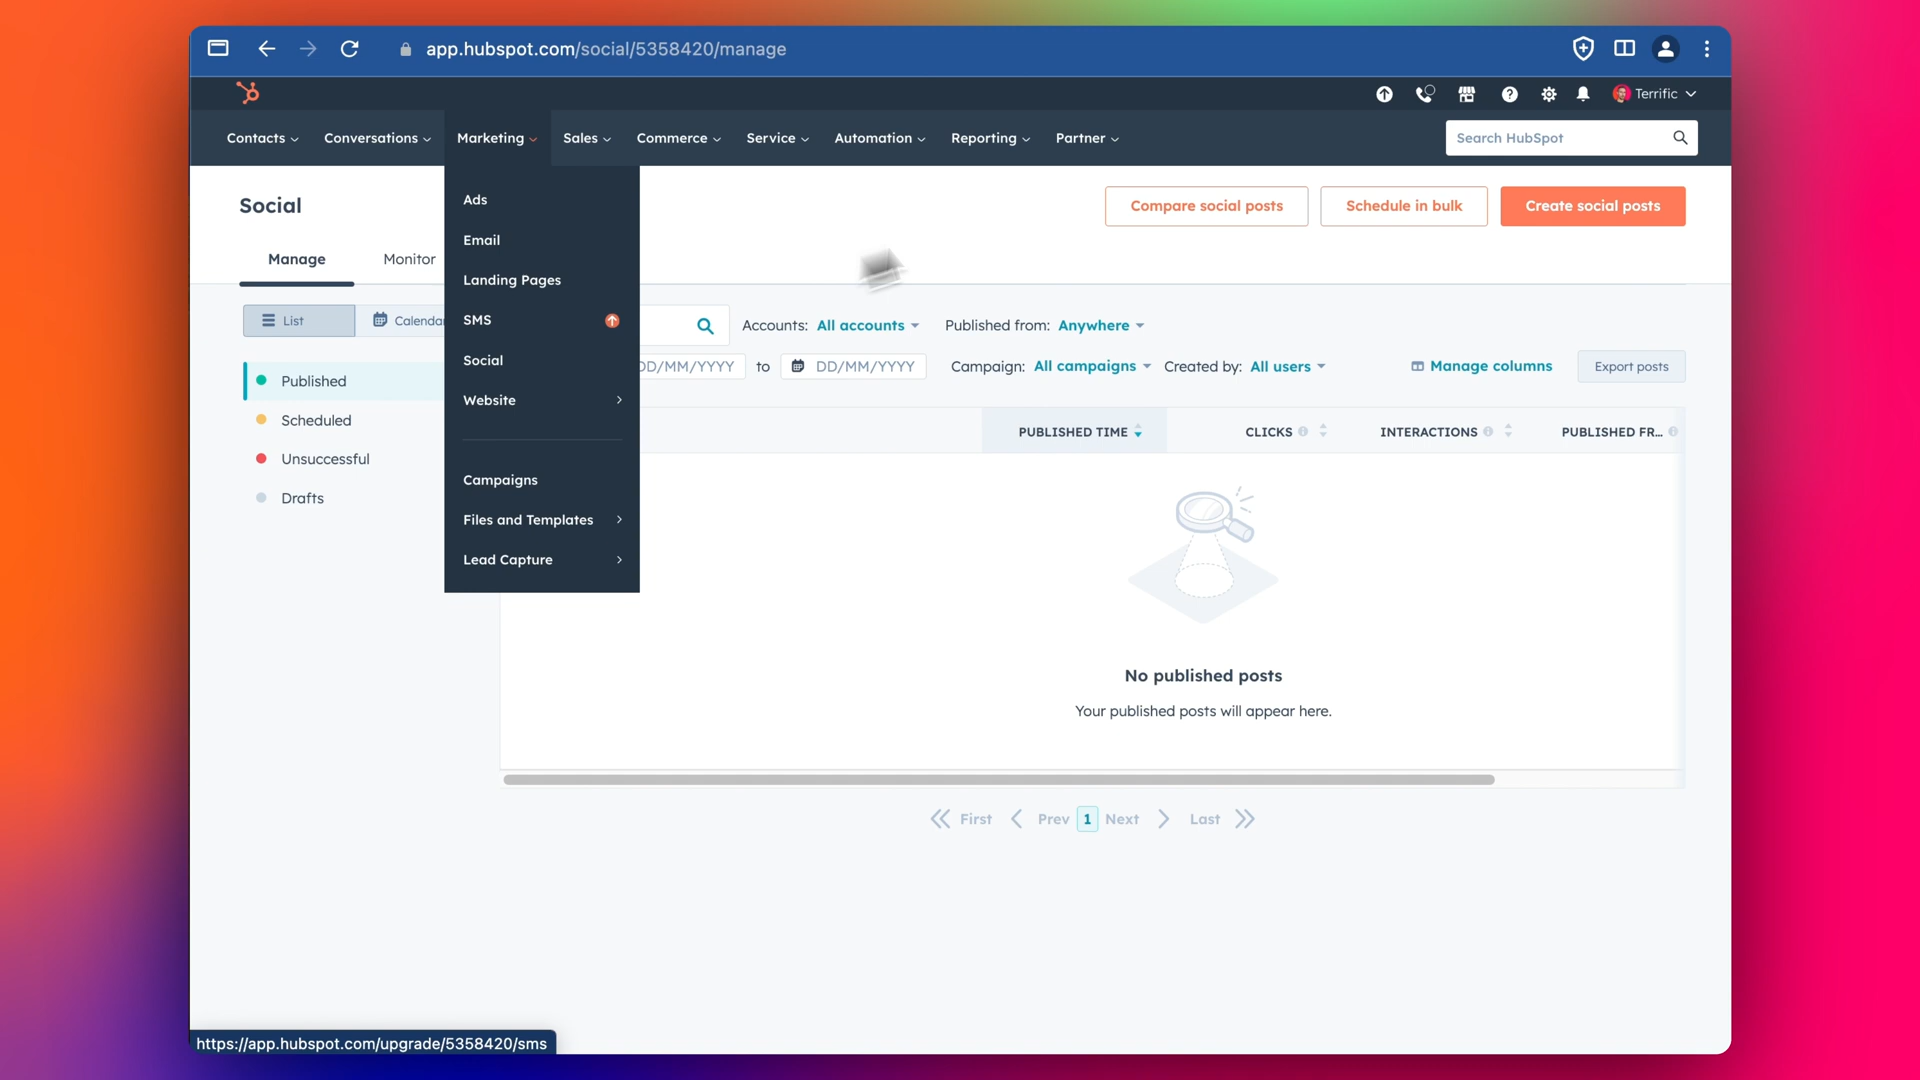 app.hubspot.com/social/5358420/manage
Terrific
Contacts Conversations Marketing Sales Commerce Service Automation Reporting Partner
Search HubSpot
Social
Compare social posts
Schedule in bulk
Create social posts
Manage
Monitor
Ads
Email
Landing Pages
SMS
Social
Website
Campaigns
Files and Templates
Lead Capture
List
Accounts: All accounts
Published from: Anywhere
DD/MM/YYYY to DD/MM/YYYY
Campaign: All campaigns
Created by: All users
Manage columns
Export posts
Published
Scheduled
Unsuccessful
Drafts
PUBLISHED TIME
CLICKS
INTERACTIONS
PUBLISHED FR...
No published posts
Your published posts will appear here.
First Prev 1 Next Last
https://app.hubspot.com/upgrade/5358420/sms